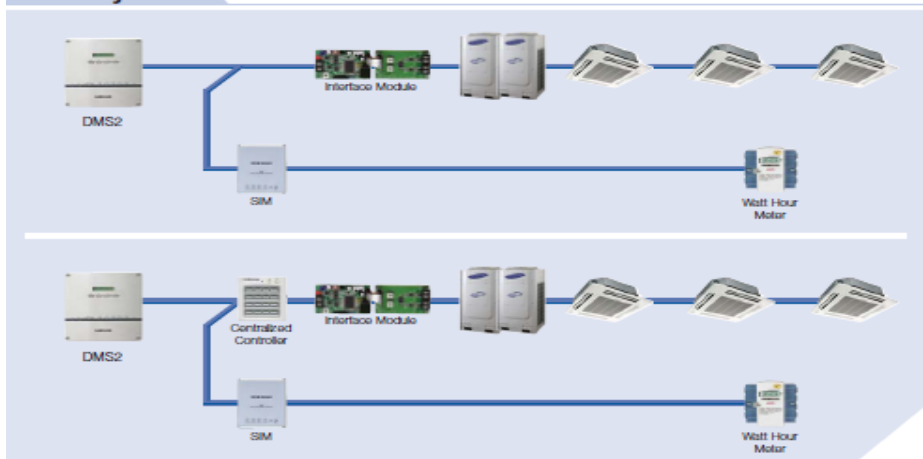 Interface Module
DMS2
SIM
Watt Hour
Meter
Centralized
Controller
Interface Module
DMS2
SIM
Watt Hour
Meter